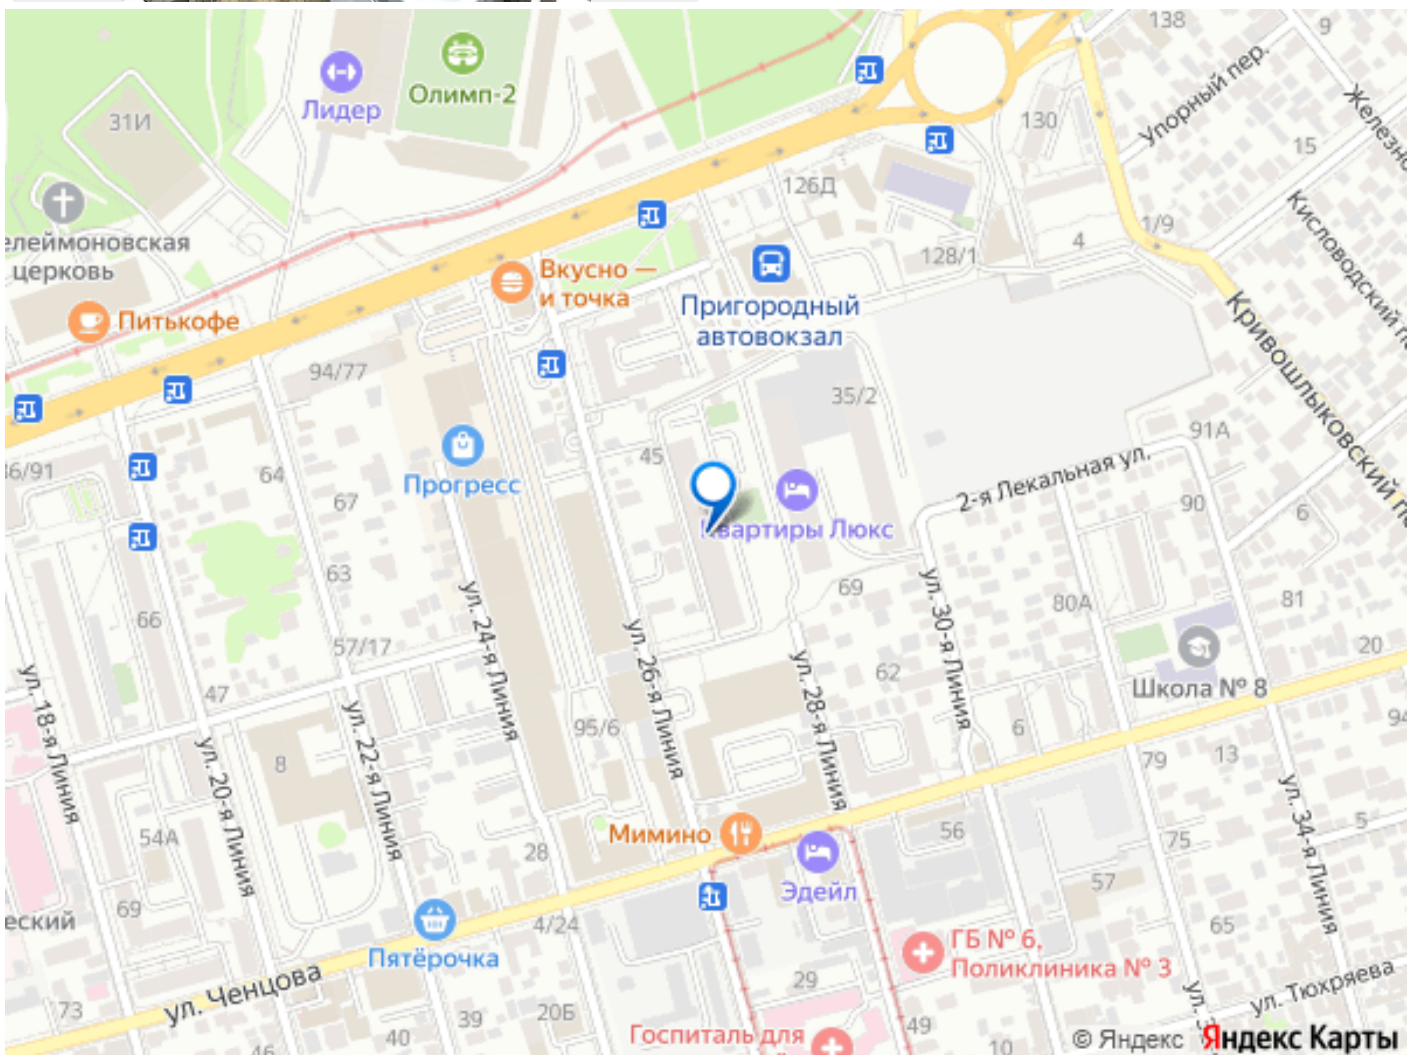 138
9
Лидер
Олимп-2
31И
130
Упорный пер.
15
126Д
Кисловодский
елеймоновская
церковь
Вкусно —
и точка
128/1
4
1/9
Пригородный
автовокзал
Питькофе
Кривошлыковский
94/77
35/2
Прогресс
45
64
67
91А
2-я Лекальная ул.
90
6
Квартиры Люкс
63
69
80А
81
66
57/17
ул. 24-я Линия
ул. 26-я Линия
ул. 28-я Линия
ул. 30-я Линия
62
20
Школа № 8
47
95/6
6
ул. 18-я Линия
ул. 20-я Линия
ул. 22-я Линия
8
79
13
54А
Мимино
56
75
5
ул. 34-я Линия
28
Эдейл
57
69
еский
4/24
65
ГБ № 6,
Поликлиника № 3
Пятёрочка
ул. Ченцова
29
ул. Тюхряева
73
40
39
20Б
49
10
46
Госпиталь для
© Яндекс Яндекс Карты